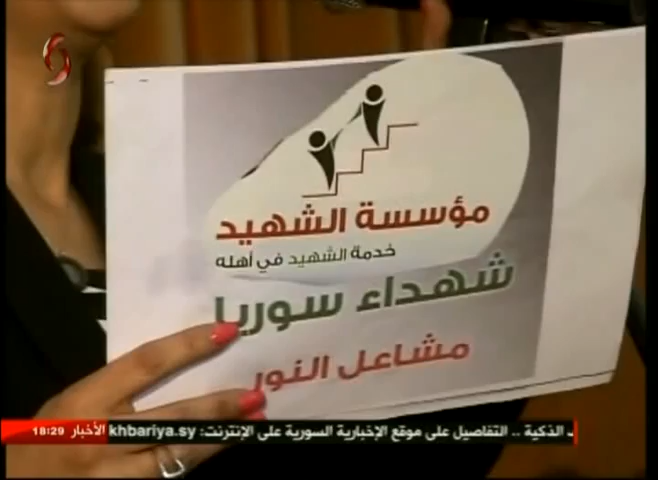 مؤسسة الشهيد
خدمة الشهيد في أهله
شهداء سوريا
مشاعل النور
الذكية .. التفاصيل على موقع الإخبارية السورية على الإنترنت: khbariya.sy
الأخبار 18:29